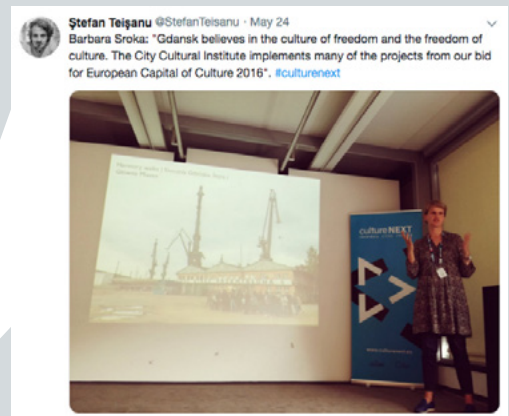 Ştefan Teişanu @StefanTeisanu · May 24
Barbara Sroka: "Gdansk believes in the culture of freedom and the freedom of
culture. The City Cultural Institute implements many of the projects from our bid
for European Capital of Culture 2016". #culturenext
culture NEXT